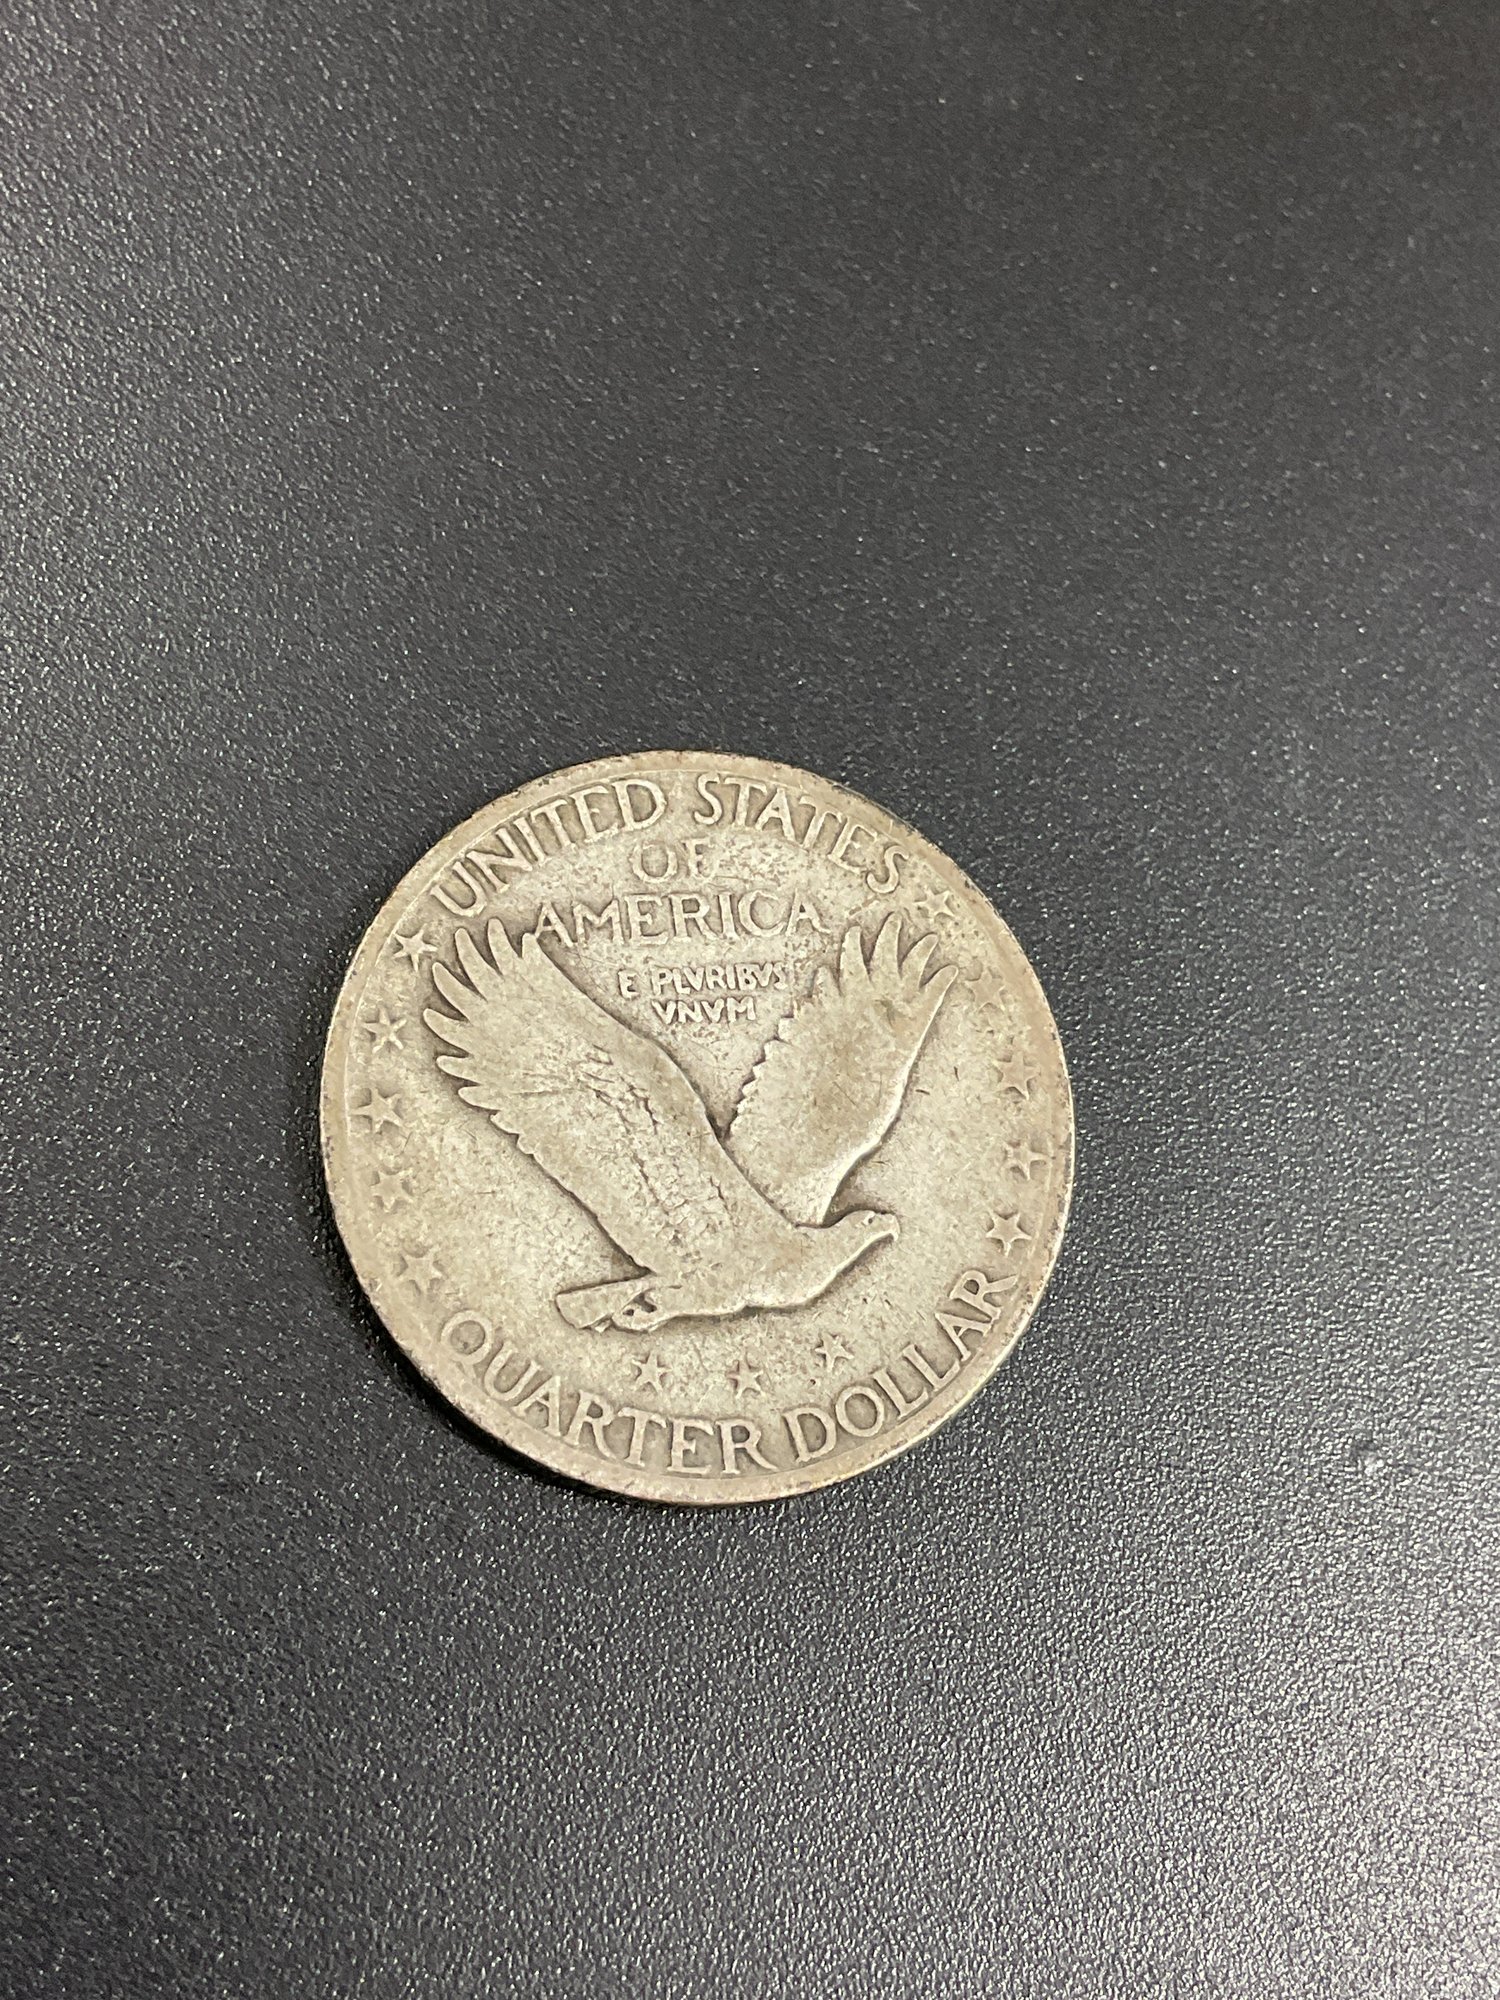 UNITED STATES
OF
AMERICA
E PLVRIBVS
VNVM
QUARTER DOLLAR